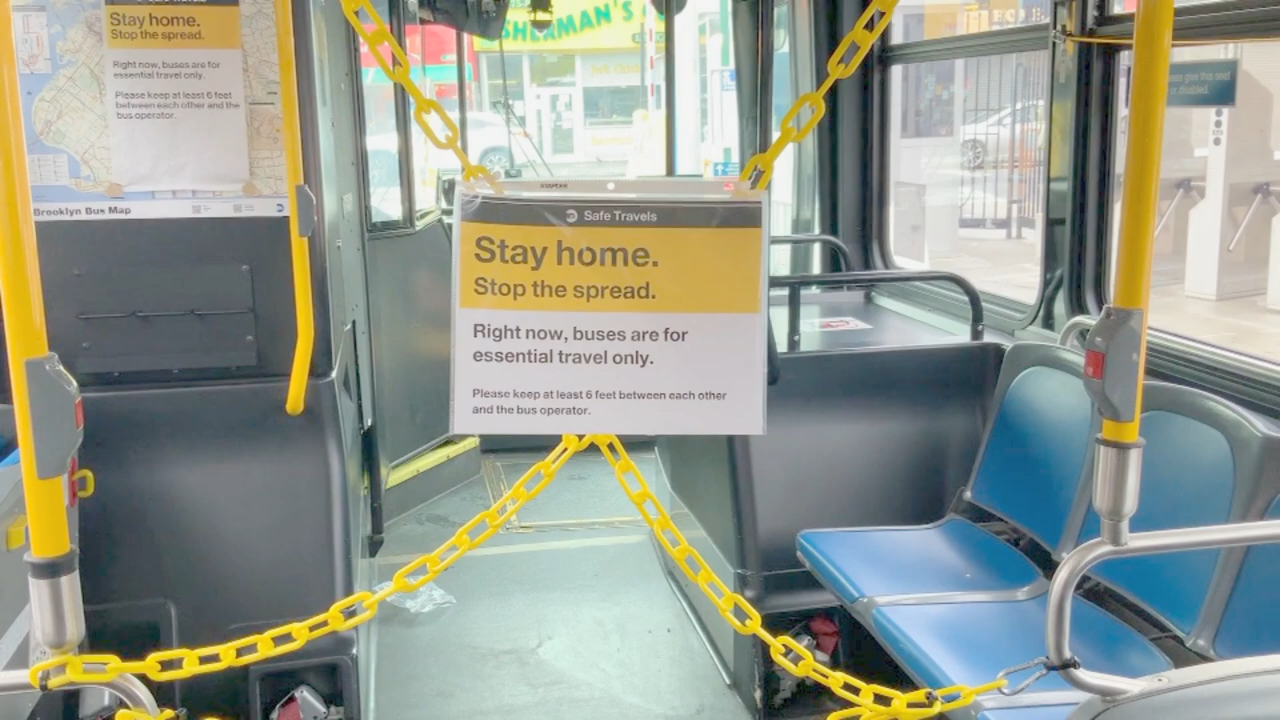 Stay home.
Stop the spread.
Right now, buses are for
essential travel only.
Please keep at least 6 feet
between each other and the
bus operator.
Brooklyn Bus Map
STAPLES
Safe Travels
Stay home.
Stop the spread.
Right now, buses are for
essential travel only.
Please keep at least 6 feet between each other
and the bus operator.
give this seat
or disabled.